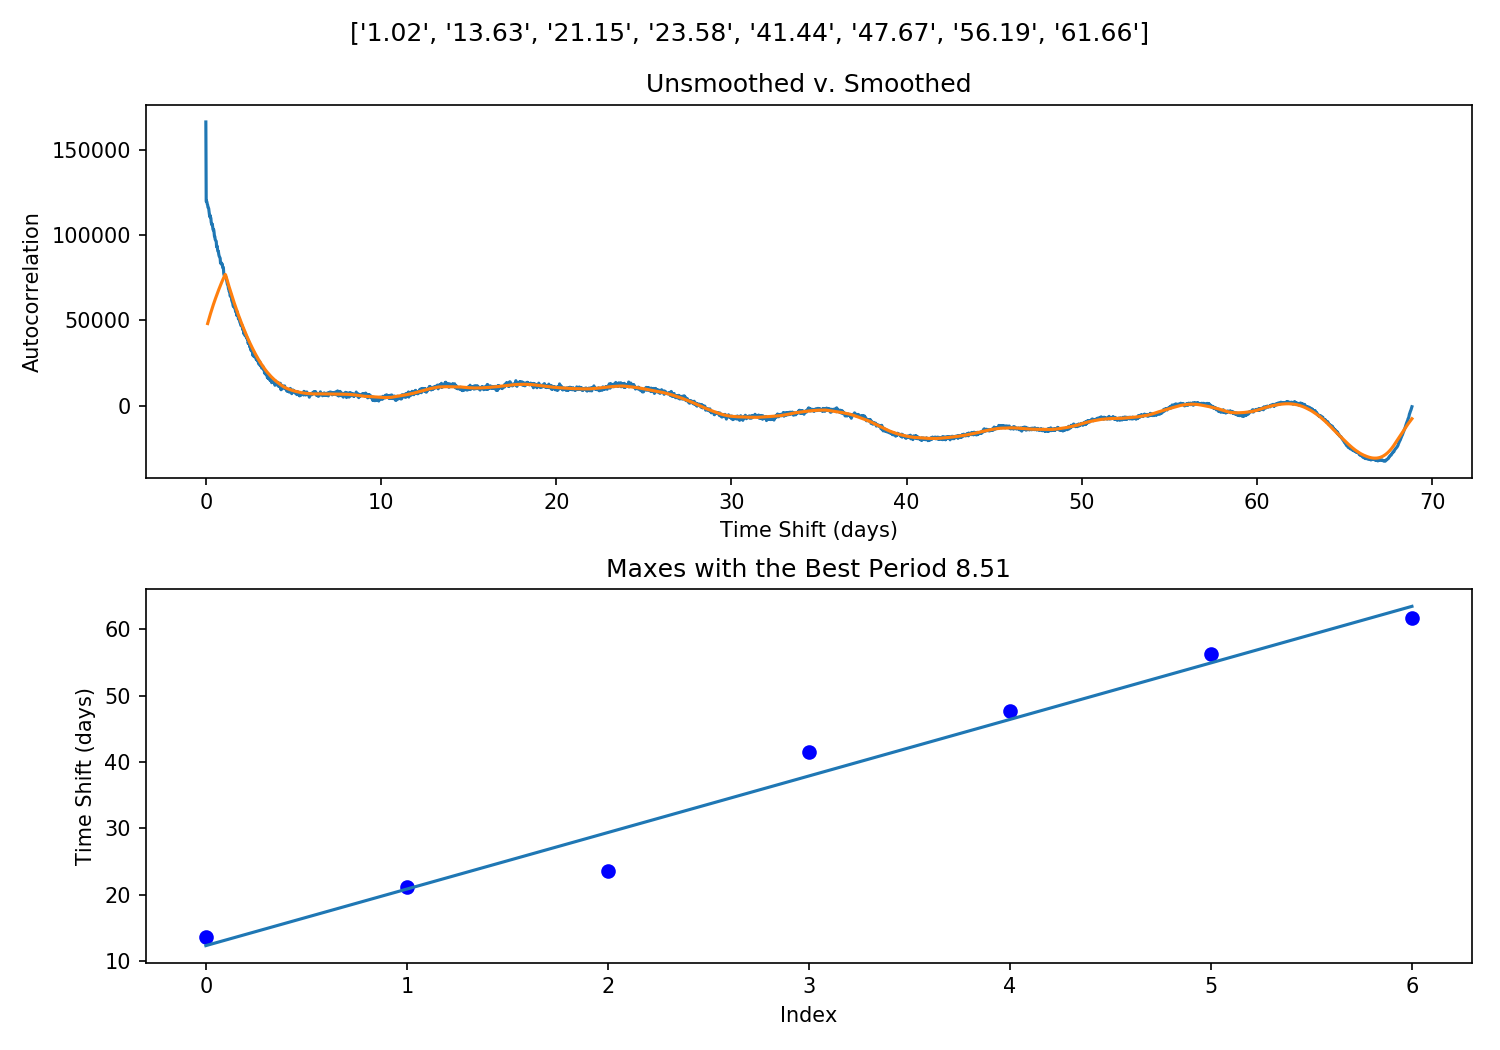 ['1.02', '13.63', '21.15', '23.58', '41.44', '47.67', '56.19', '61.66']
Unsmoothed v. Smoothed
Autocorrelation
150000
100000
50000
0
0 10 20 30 40 50 60 70
Time Shift (days)
Maxes with the Best Period 8.51
Time Shift (days)
60
50
40
30
20
10
0 1 2 3 4 5 6
Index